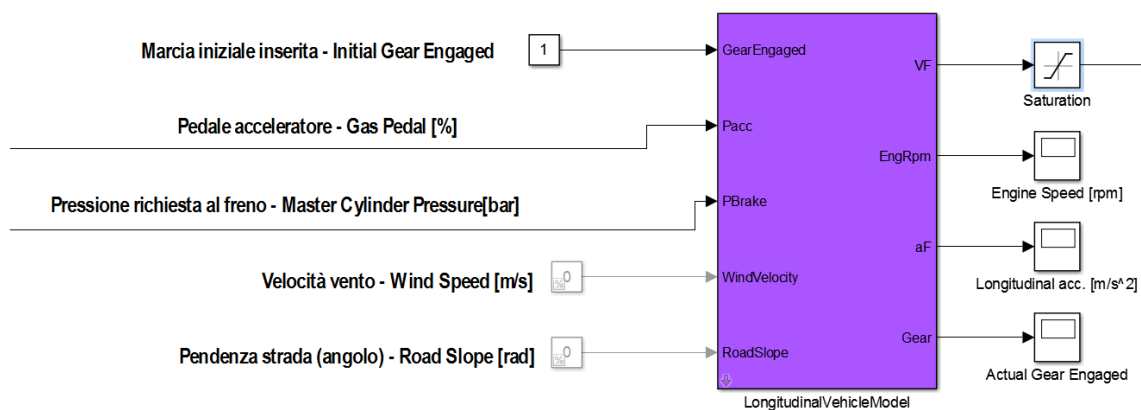 Marcia iniziale inserita - Initial Gear Engaged
1
GearEngaged
VF
Saturation
Pedale acceleratore - Gas Pedal [%]
Pacc
EngRpm
Engine Speed [rpm]
Pressione richiesta al freno - Master Cylinder Pressure[bar]
PBrake
aF
Longitudinal acc. [m/s^2]
Velocità vento - Wind Speed [m/s]
0
%
WindVelocity
Pendenza strada (angolo) - Road Slope [rad]
0
%
RoadSlope
Gear
Actual Gear Engaged
LongitudinalVehicleModel